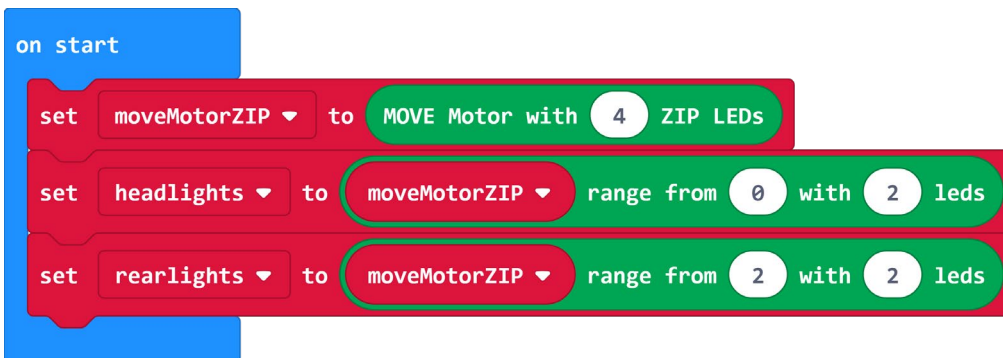 on start
set moveMotorZIP to MOVE Motor with 4 ZIP LEDs
set headlights to moveMotorZIP range from 0 with 2 leds
set rearlights to moveMotorZIP range from 2 with 2 leds